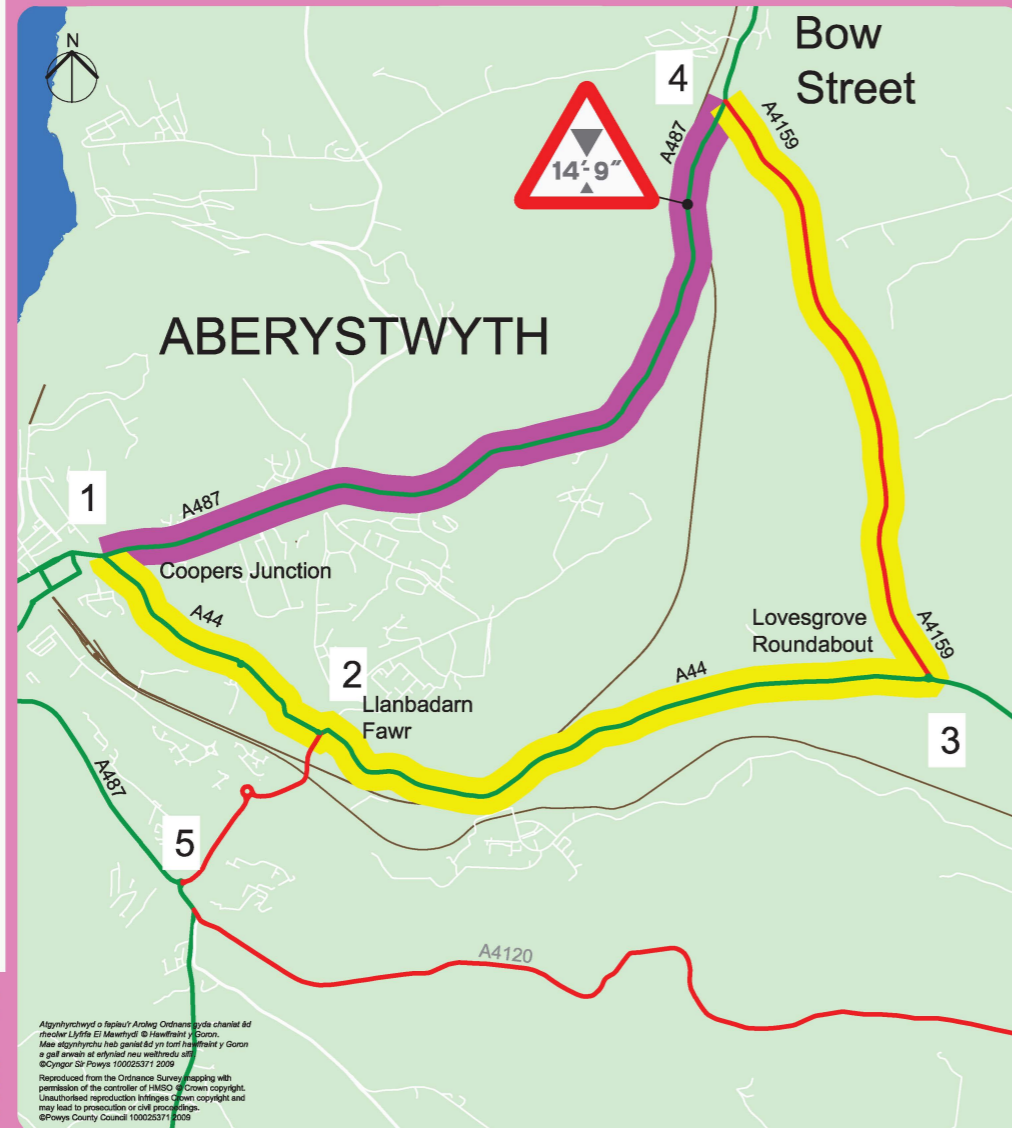 N
Bow
Street
4
A4159
A487
14'-9"
ABERYSTWYTH
1
A487
Coopers Junction
A44
Lovesgrove
Roundabout
A4159
2
Llanbadarn
Fawr
A44
3
A487
5
A4120
Atgynhyrchwyd o fapiau'r Arolwg Ordnans gyda chaniat âd
rheolwr Llyfrfa Ei Mawrhydi © Hawlfraint y Goron.
Mae atgynhyrchu heb ganiat âd yn torri hawlfraint y Goron
a gall arwain at erlyniad neu weithredu sifil.
©Cyngor Sir Powys 100025371 2009
Reproduced from the Ordnance Survey mapping with
permission of the controller of HMSO © Crown copyright.
Unauthorised reproduction infringes Crown copyright and
may lead to prosecution or civil proceedings.
©Powys County Council 100025371 2009